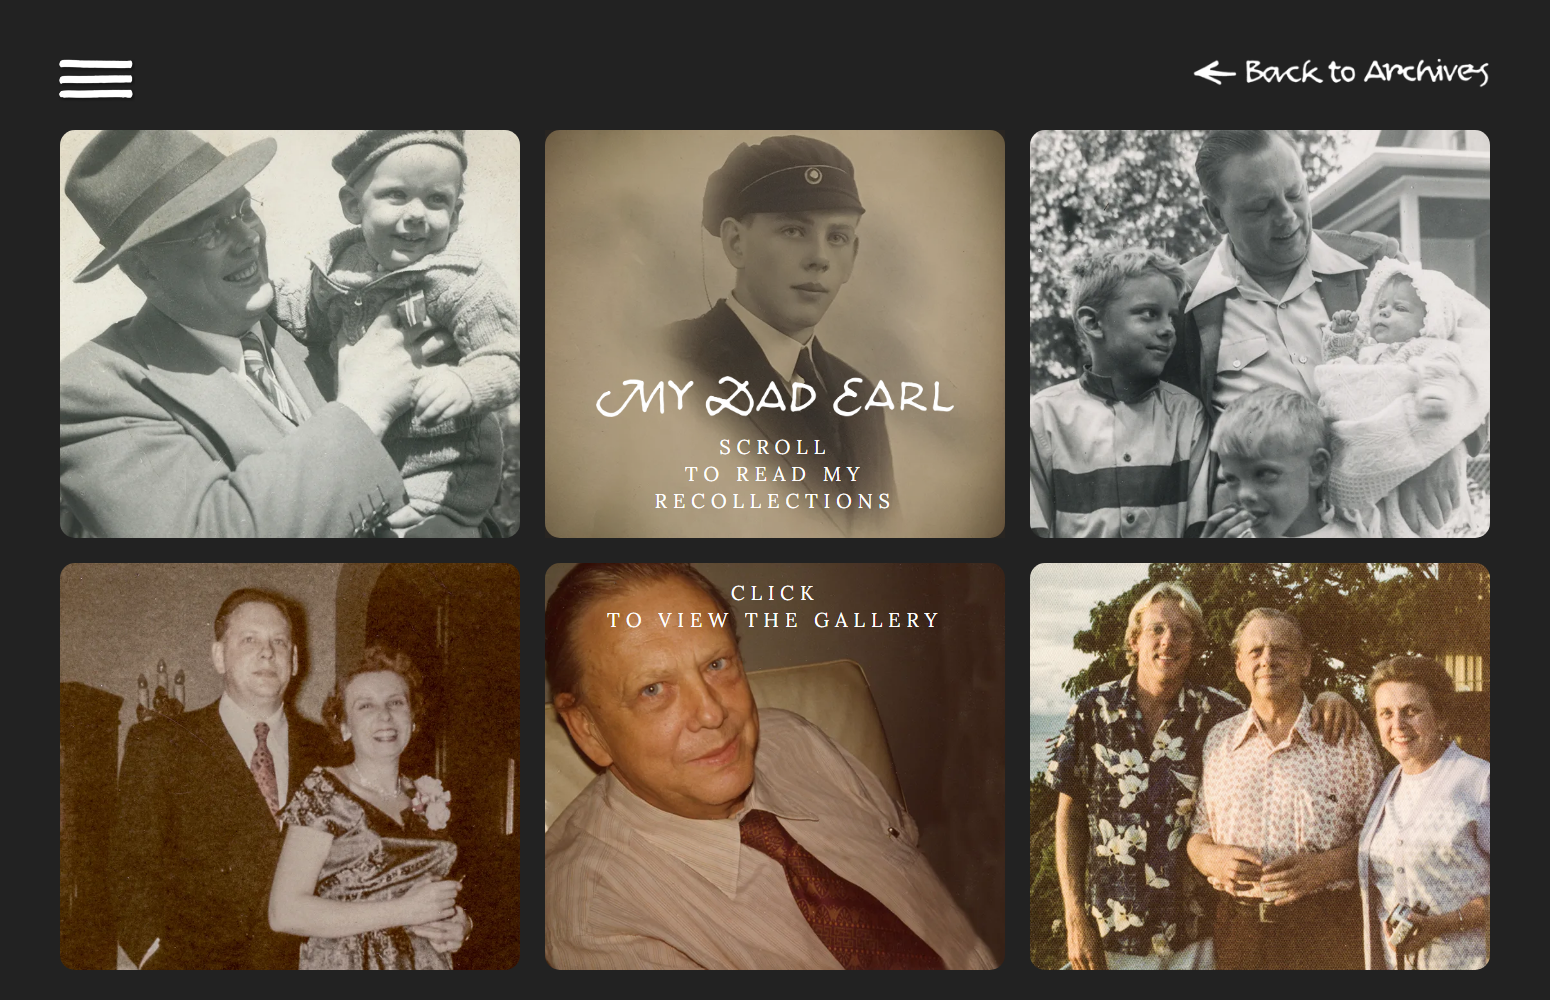 Back to Archives
My Dad Earl
SCROLL
TO READ MY
RECOLLECTIONS
CLICK
TO VIEW THE GALLERY